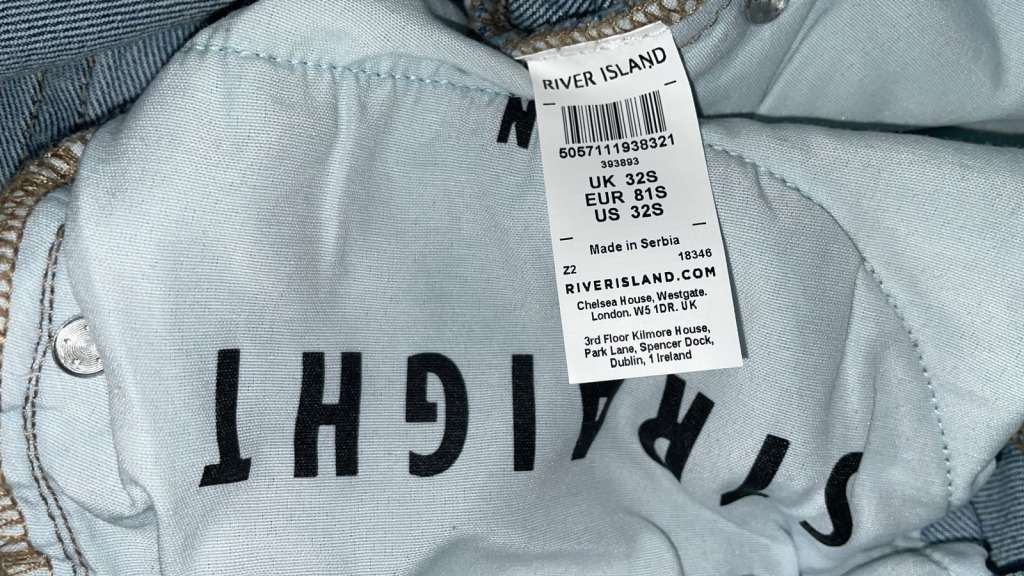 RIVER ISLAND
5057111938321
393893
UK 32S
EUR 81S
US 32S
Made in Serbia
Z2 18346
RIVERISLAND.COM
Chelsea House, Westgate.
London. W5 1DR. UK
3rd Floor Kilmore House,
Park Lane, Spencer Dock,
Dublin, 1 Ireland
STRAIGHT